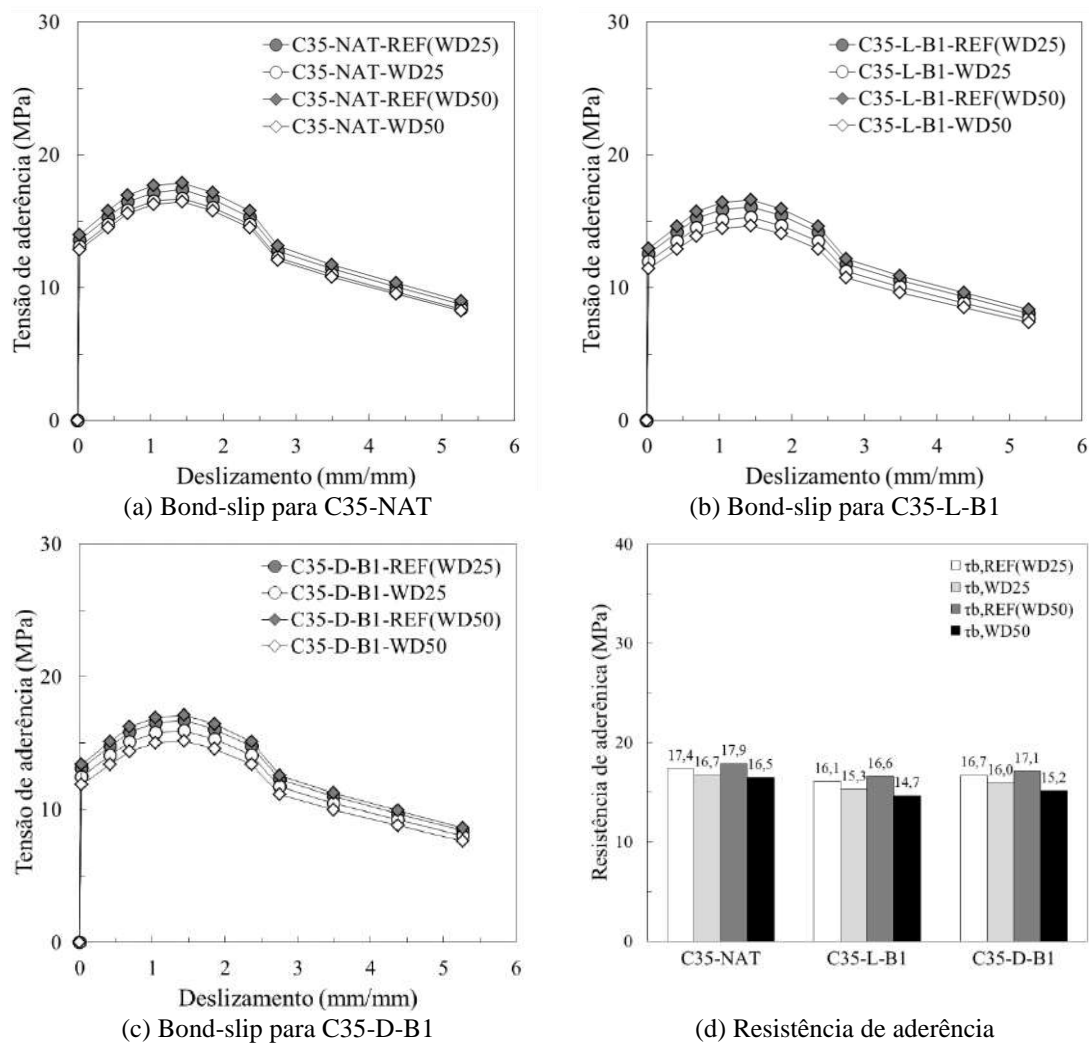 30
20
10
0
Tensão de aderência (MPa)
C35-NAT-REF(WD25)
C35-NAT-WD25
C35-NAT-REF(WD50)
C35-NAT-WD50
0 1 2 3 4 5 6
Deslizamento (mm/mm)
(a) Bond-slip para C35-NAT
30
20
10
0
Tensão de aderência (MPa)
C35-L-B1-REF(WD25)
C35-L-B1-WD25
C35-L-B1-REF(WD50)
C35-L-B1-WD50
0 1 2 3 4 5 6
Deslizamento (mm/mm)
(b) Bond-slip para C35-L-B1
30
20
10
0
Tensão de aderência (MPa)
C35-D-B1-REF(WD25)
C35-D-B1-WD25
C35-D-B1-REF(WD50)
C35-D-B1-WD50
0 1 2 3 4 5 6
Deslizamento (mm/mm)
(c) Bond-slip para C35-D-B1
40
30
20
10
0
Resistência de aderênica (MPa)
τb,REF(WD25)
τb,WD25
τb,REF(WD50)
τb,WD50
17,4 16,7 17,9 16,5
16,1 15,3 16,6 14,7
16,7 16,0 17,1 15,2
C35-NAT C35-L-B1 C35-D-B1
(d) Resistência de aderência